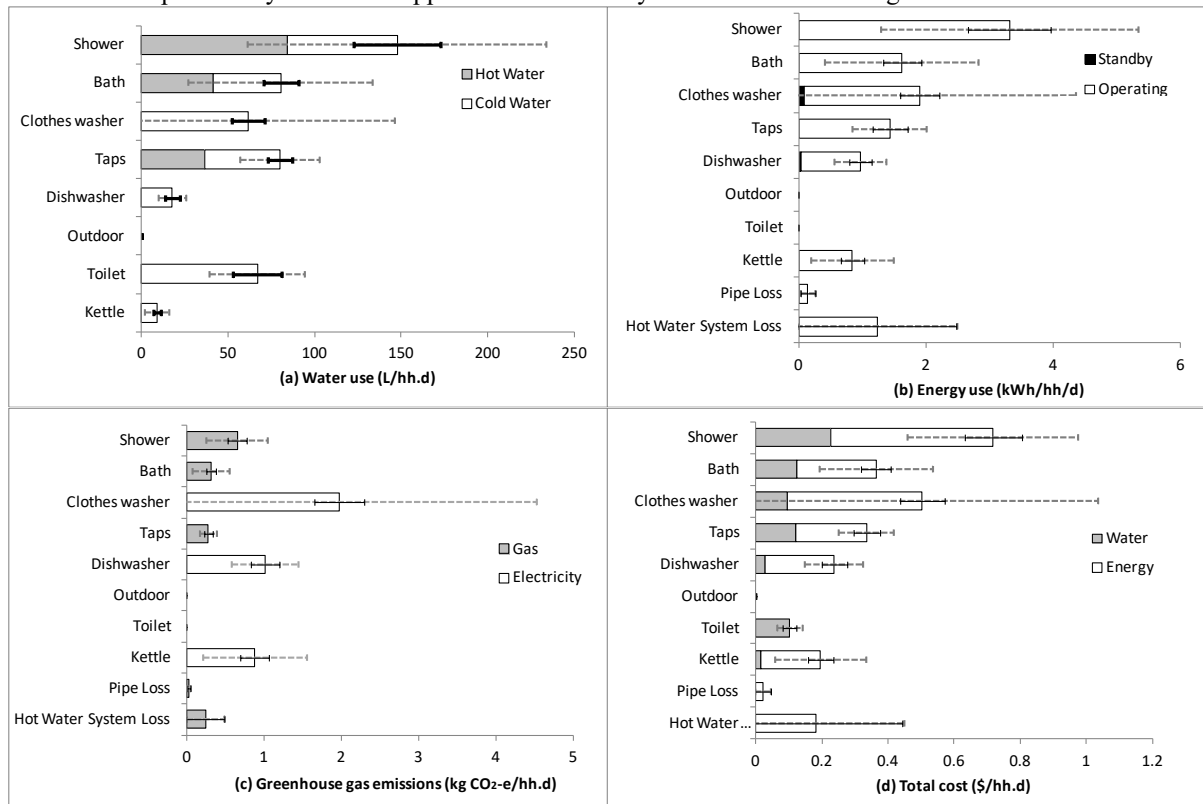 Shower
Bath
Clothes washer
Taps
Dishwasher
Outdoor
Toilet
Kettle
Hot Water
Cold Water
0 50 100 150 200 250
(a) Water use (L/hh.d)
Shower
Bath
Clothes washer
Taps
Dishwasher
Outdoor
Toilet
Kettle
Pipe Loss
Hot Water System Loss
Standby
Operating
0 2 4 6
(b) Energy use (kWh/hh/d)
Shower
Bath
Clothes washer
Taps
Dishwasher
Outdoor
Toilet
Kettle
Pipe Loss
Hot Water System Loss
Gas
Electricity
0 1 2 3 4 5
(c) Greenhouse gas emissions (kg CO₂-e/hh.d)
Shower
Bath
Clothes washer
Taps
Dishwasher
Outdoor
Toilet
Kettle
Pipe Loss
Hot Water...
Water
Energy
0 0.2 0.4 0.6 0.8 1 1.2
(d) Total cost ($/hh.d)